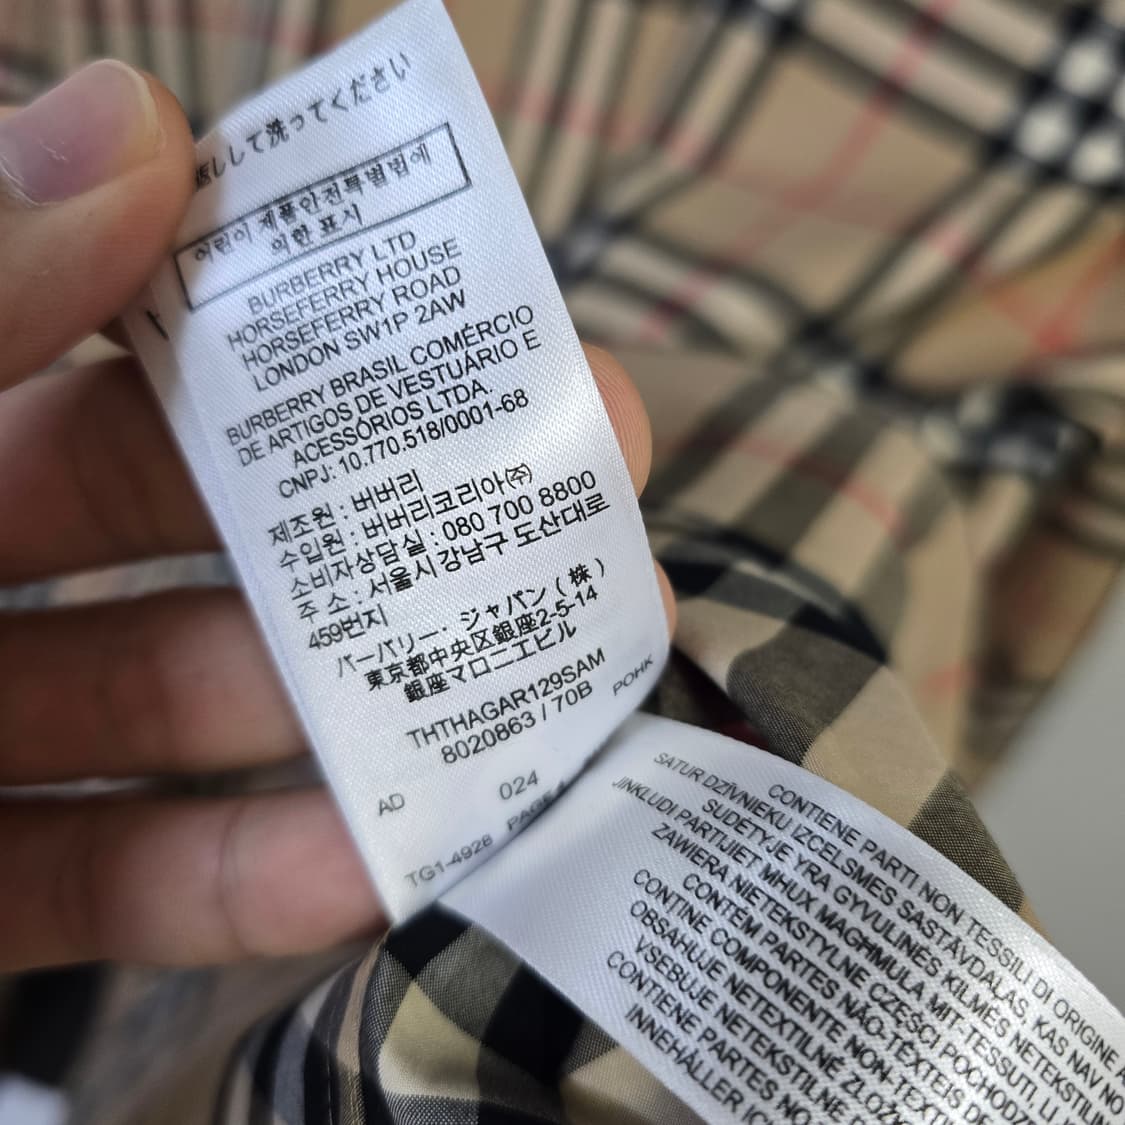 返しして洗ってください
어린이 제품안전특별법에
의한 표시
BURBERRY LTD
HORSEFERRY HOUSE
HORSEFERRY ROAD
LONDON SW1P 2AW
BURBERRY BRASIL COMÉRCIO
DE ARTIGOS DE VESTUÁRIO E
ACESSÓRIOS LTDA.
CNPJ: 10.770.518/0001-68
제조원 : 버버리
수입원 : 버버리코리아㈜
소비자상담실 : 080 700 8800
주 소 : 서울시 강남구 도산대로
459번지
バーバリー・ジャパン(株)
東京都中央区銀座2-5-14
銀座マロニエビル
THTHAGAR129SAM
8020863 / 70B
POHK
AD 024
TG1-4928 PAGE
CONTIENE PARTI NON TESSILI DI ORIGINE
SATUR DZĪVNIEKU IZCELSMES SASTĀVDAĻAS, KAS NAV NO
SUDĖTYJE YRA GYVULINĖS KILMĖS NETEKSTILIN
JINKLUDI PARTIJIET MHUX MAGĦMULA MIT-TESSUT, LI
ZAWIERA NIETEKSTYLNE CZĘŚCI POCHODZ
CONTÉM PARTES NÃO-TÊXTEIS DE
CONȚINE COMPONENTE NON-TEXTI
OBSAHUJE NETEXTILNÉ ZLOŽK
VSEBUJE NETEKSTILNE
CONTIENE PARTES NO
INNEHÅLLER ICK